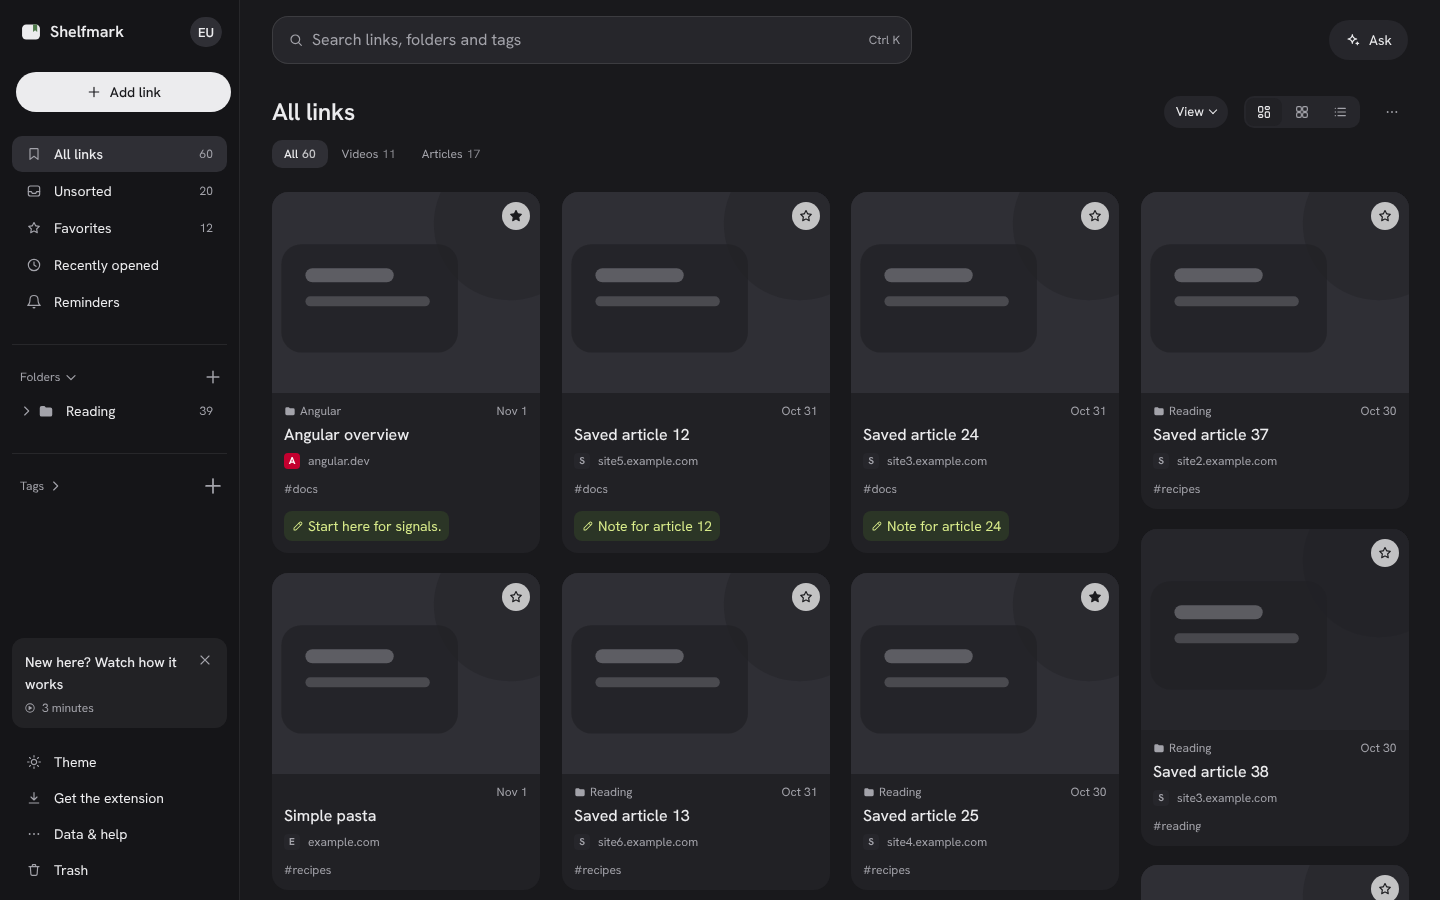 Shelfmark
EU
Add link
All links 60
Unsorted 20
Favorites 12
Recently opened
Reminders
Folders
Reading 39
Tags
New here? Watch how it
works
3 minutes
Theme
Get the extension
Data & help
Trash
Search links, folders and tags Ctrl K
Ask
All links
View
All 60 Videos 11 Articles 17
Angular Nov 1
Angular overview
A angular.dev
#docs
Start here for signals.
Oct 31
Saved article 12
S site5.example.com
#docs
Note for article 12
Oct 31
Saved article 24
S site3.example.com
#docs
Note for article 24
Reading Oct 30
Saved article 37
S site2.example.com
#recipes
Nov 1
Simple pasta
E example.com
#recipes
Reading Oct 31
Saved article 13
S site6.example.com
#recipes
Reading Oct 30
Saved article 25
S site4.example.com
#recipes
Reading Oct 30
Saved article 38
S site3.example.com
#reading